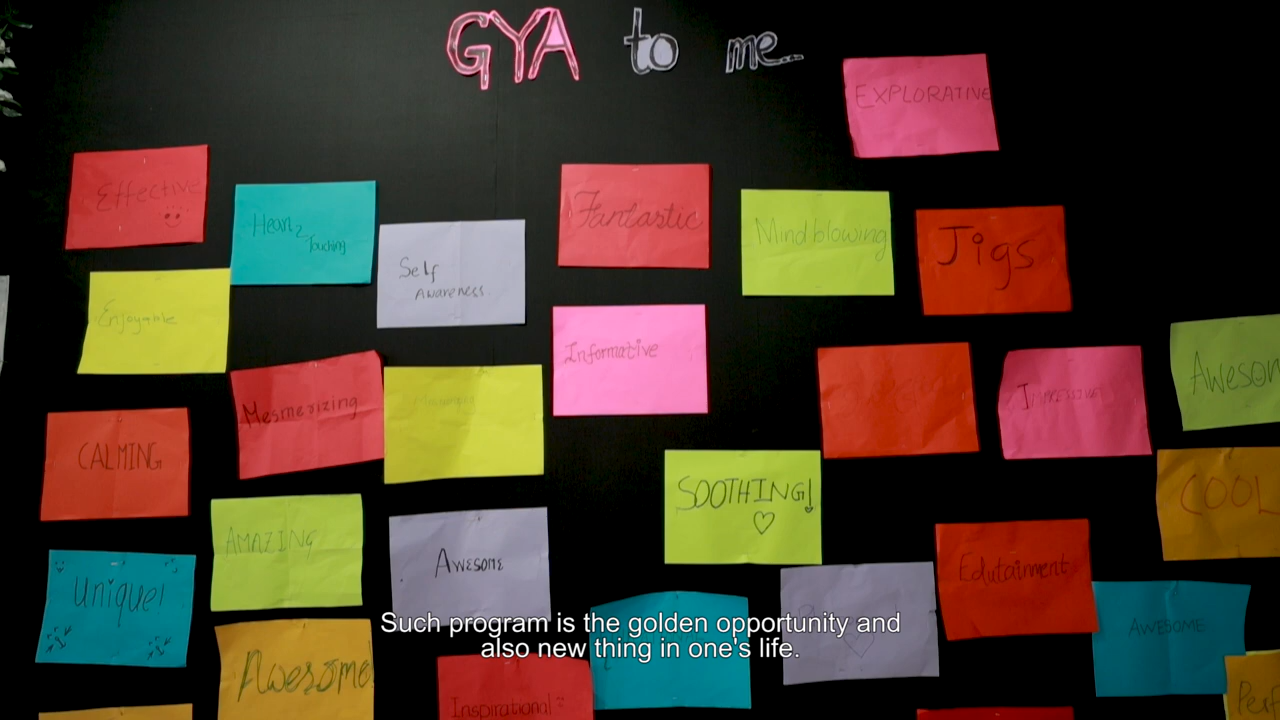 GYA to me...
EXPLORATIVE
Effective
Heart
Touching
Self
Awareness.
Fantastic
Mindblowing
Jigs
Enjoyable
Informative
Mesmerizing
IMPRESSIVE
Awesom
CALMING
SOOTHING!
COOL
AMAZING
AWESOME
Edutainment
Unique!
AWESOME
Awesome!
Inspirational
Perf
Such program is the golden opportunity and
also new thing in one's life.